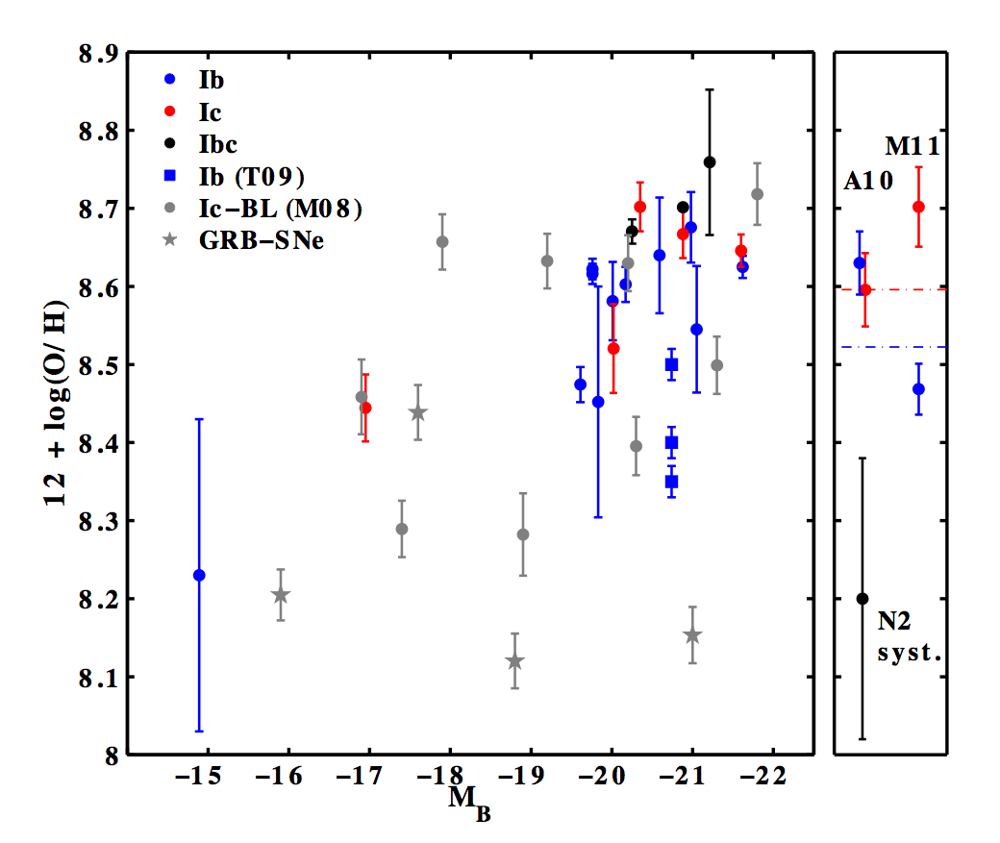 8.9
8.8
8.7
8.6
8.5
8.4
8.3
8.2
8.1
8
12 + log(O/H)
Ib
Ic
Ibc
Ib (T09)
Ic−BL (M08)
GRB−SNe
−15 −16 −17 −18 −19 −20 −21 −22
M_B
M11
A10
N2
syst.